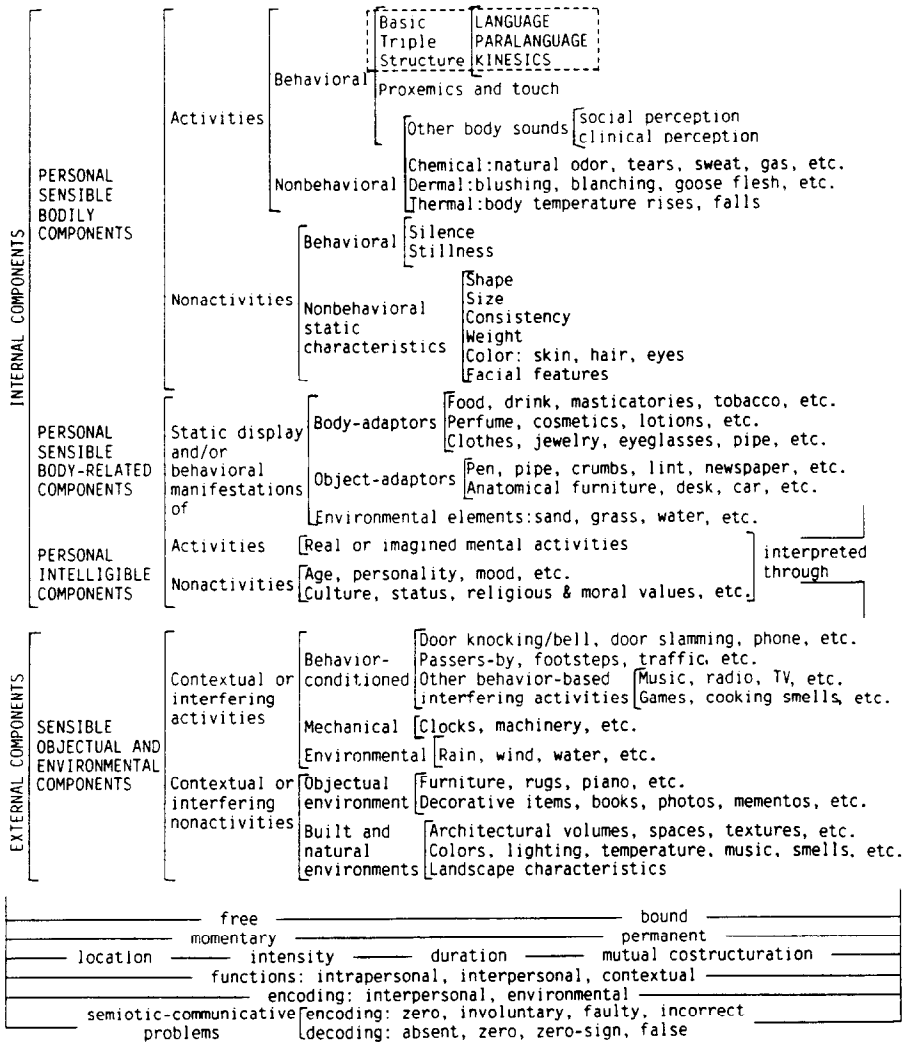 INTERNAL COMPONENTS
PERSONAL
SENSIBLE
BODILY
COMPONENTS
Activities
Behavioral
Basic
Triple
Structure
LANGUAGE
PARALANGUAGE
KINESICS
Proxemics and touch
Nonbehavioral
Other body sounds
social perception
clinical perception
Chemical:natural odor, tears, sweat, gas, etc.
Dermal:blushing, blanching, goose flesh, etc.
Thermal:body temperature rises, falls
Nonactivities
Behavioral
Silence
Stillness
Nonbehavioral
static
characteristics
Shape
Size
Consistency
Weight
Color: skin, hair, eyes
Facial features
PERSONAL
SENSIBLE
BODY-RELATED
COMPONENTS
Static display
and/or
behavioral
manifestations
of
Body-adaptors
Food, drink, masticatories, tobacco, etc.
Perfume, cosmetics, lotions, etc.
Clothes, jewelry, eyeglasses, pipe, etc.
Object-adaptors
Pen, pipe, crumbs, lint, newspaper, etc.
Anatomical furniture, desk, car, etc.
Environmental elements:sand, grass, water, etc.
PERSONAL
INTELLIGIBLE
COMPONENTS
Activities
Real or imagined mental activities
Nonactivities
Age, personality, mood, etc.
Culture, status, religious & moral values, etc.
interpreted
through
EXTERNAL COMPONENTS
SENSIBLE
OBJECTUAL AND
ENVIRONMENTAL
COMPONENTS
Contextual or
interfering
activities
Behavior-
conditioned
Door knocking/bell, door slamming, phone, etc.
Passers-by, footsteps, traffic, etc.
Other behavior-based
interfering activities
Music, radio, TV, etc.
Games, cooking smells, etc.
Mechanical
Clocks, machinery, etc.
Environmental
Rain, wind, water, etc.
Contextual or
interfering
nonactivities
Objectual
environment
Furniture, rugs, piano, etc.
Decorative items, books, photos, mementos, etc.
Built and
natural
environments
Architectural volumes, spaces, textures, etc.
Colors, lighting, temperature, music, smells, etc.
Landscape characteristics
free bound
momentary permanent
location intensity duration mutual costructuration
functions: intrapersonal, interpersonal, contextual
encoding: interpersonal, environmental
semiotic-communicative
problems
encoding: zero, involuntary, faulty, incorrect
decoding: absent, zero, zero-sign, false